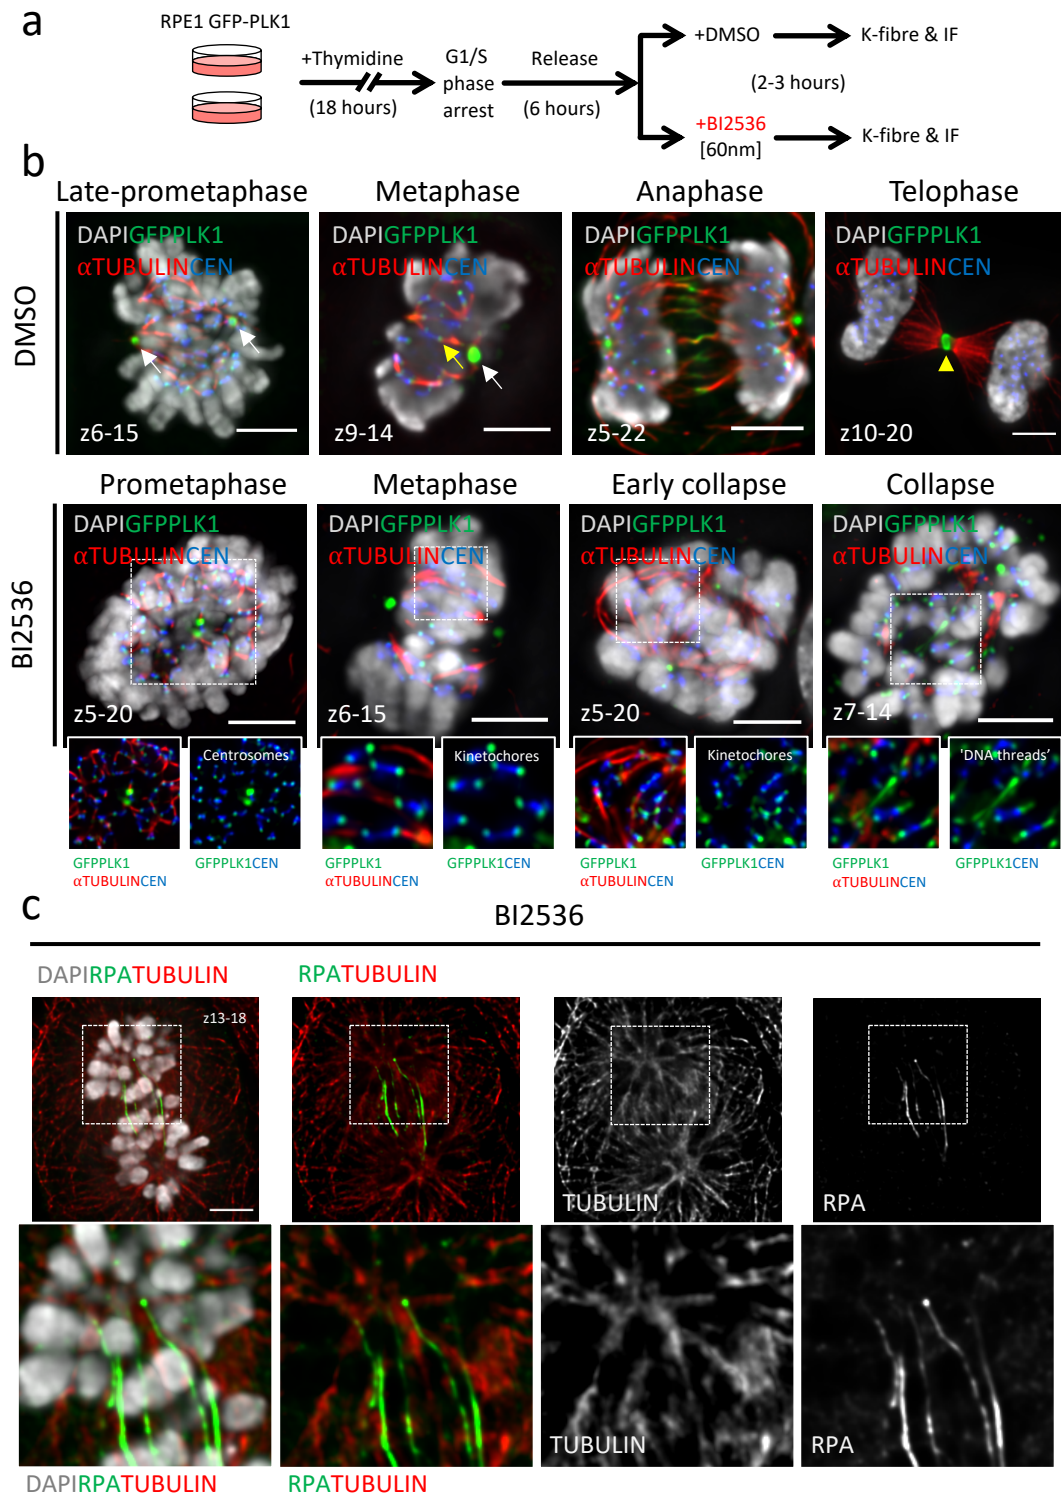 a
RPE1 GFP-PLK1
+Thymidine
(18 hours)
G1/S
phase
arrest
Release
(6 hours)
+DMSO
K-fibre & IF
(2-3 hours)
+BI2536
[60nm]
K-fibre & IF
b
Late-prometaphase
Metaphase
Anaphase
Telophase
DMSO
DAPIGFPPLK1
αTUBULINCEN
z6-15
DAPIGFPPLK1
αTUBULINCEN
z9-14
DAPIGFPPLK1
αTUBULINCEN
z5-22
DAPIGFPPLK1
αTUBULINCEN
z10-20
Prometaphase
Metaphase
Early collapse
Collapse
BI2536
DAPIGFPPLK1
αTUBULINCEN
z5-20
DAPIGFPPLK1
αTUBULINCEN
z6-15
DAPIGFPPLK1
αTUBULINCEN
z5-20
DAPIGFPPLK1
αTUBULINCEN
z7-14
Centrosomes
Kinetochores
Kinetochores
'DNA threads'
GFPPLK1
αTUBULINCEN
GFPPLK1CEN
GFPPLK1
αTUBULINCEN
GFPPLK1CEN
GFPPLK1
αTUBULINCEN
GFPPLK1CEN
GFPPLK1
αTUBULINCEN
GFPPLK1CEN
c
BI2536
DAPIRPATUBULIN
RPATUBULIN
z13-18
TUBULIN
RPA
TUBULIN
RPA
DAPIRPATUBULIN
RPATUBULIN